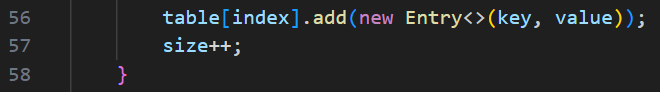 56 table[index].add(new Entry<>(key, value));
57 size++;
58 }